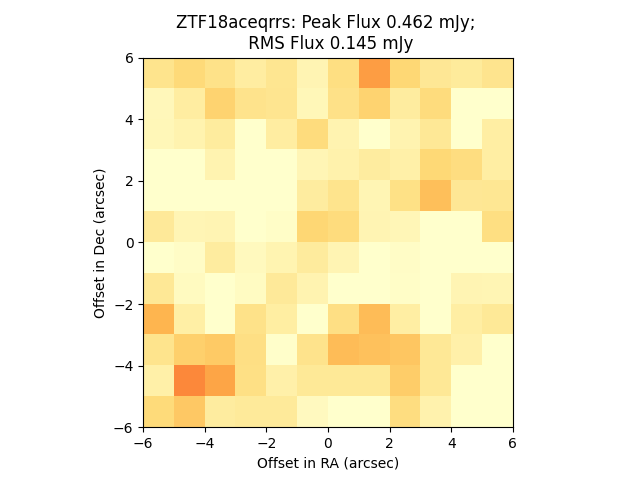 ZTF18aceqrrs: Peak Flux 0.462 mJy;
RMS Flux 0.145 mJy
6
4
2
0
−2
−4
−6
Offset in Dec (arcsec)
−6 −4 −2 0 2 4 6
Offset in RA (arcsec)